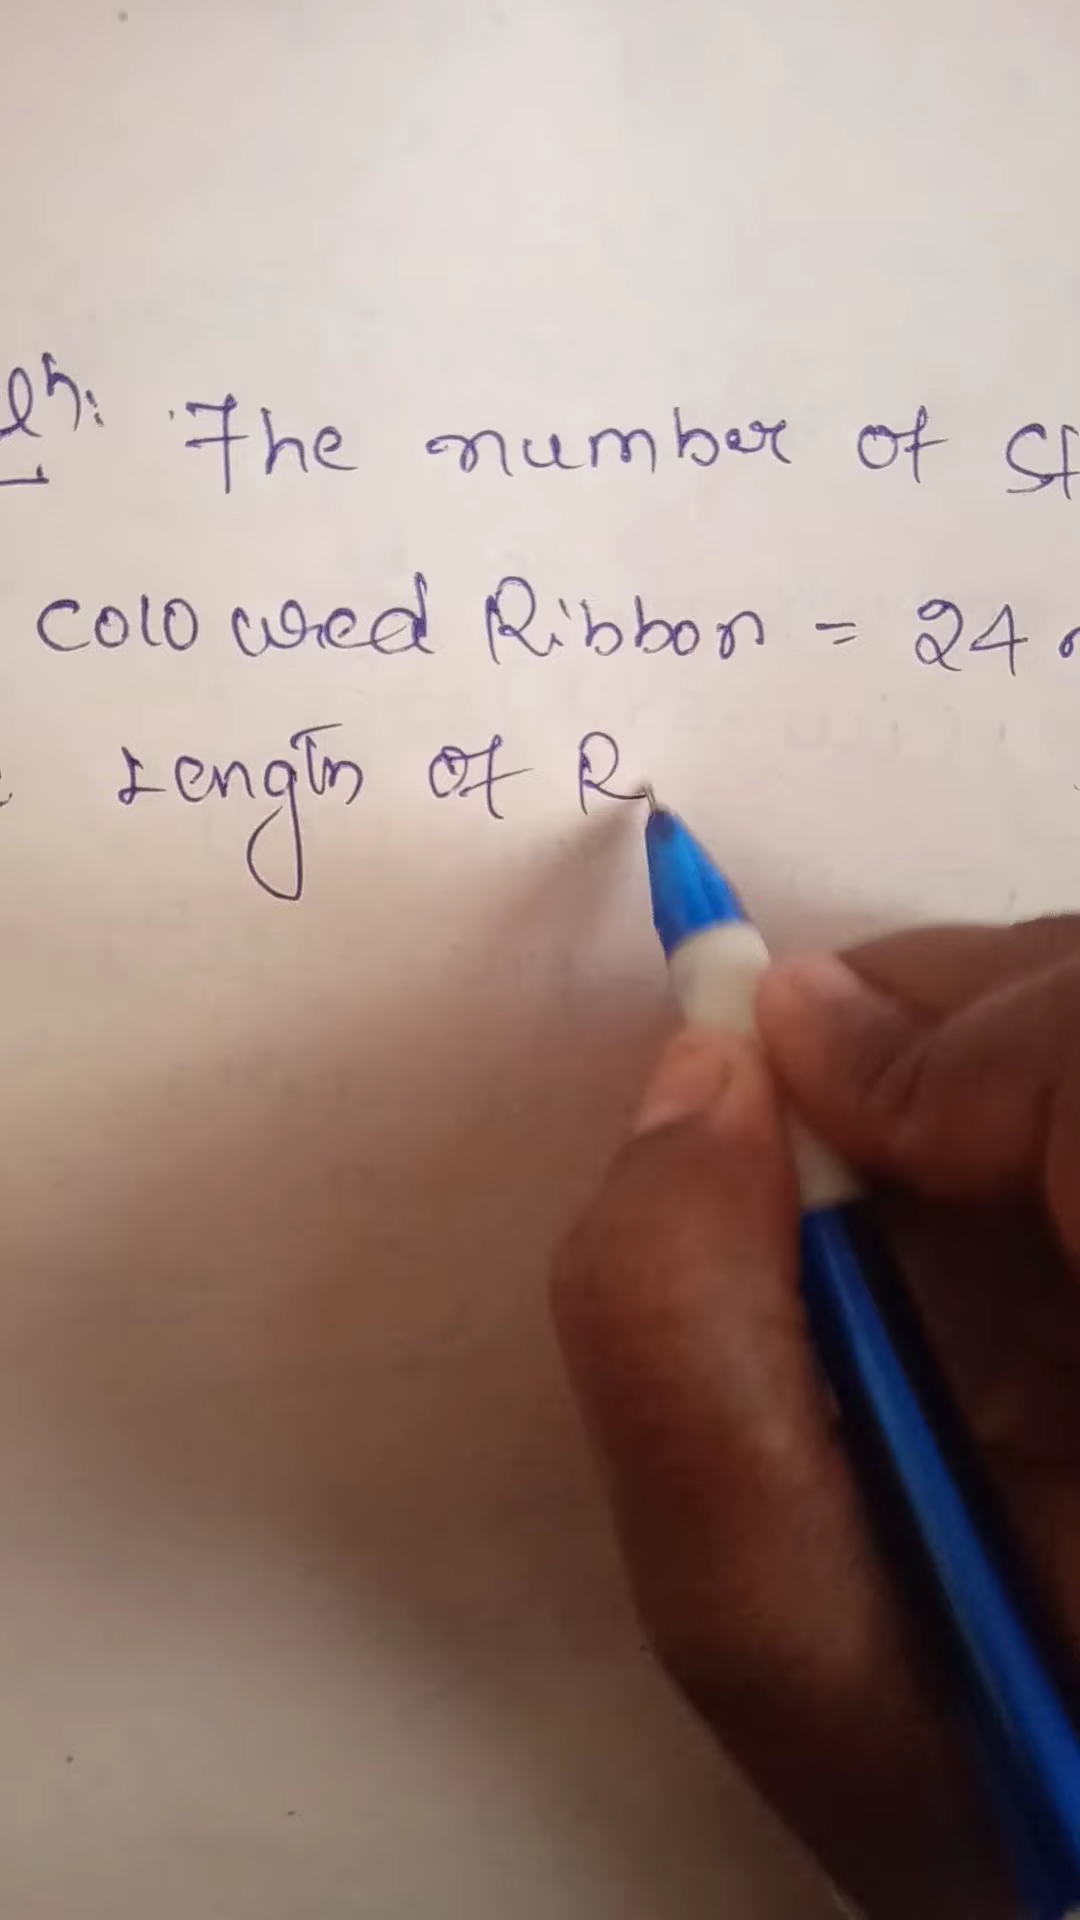 The number of
coloured Ribbon = 24
Length of R